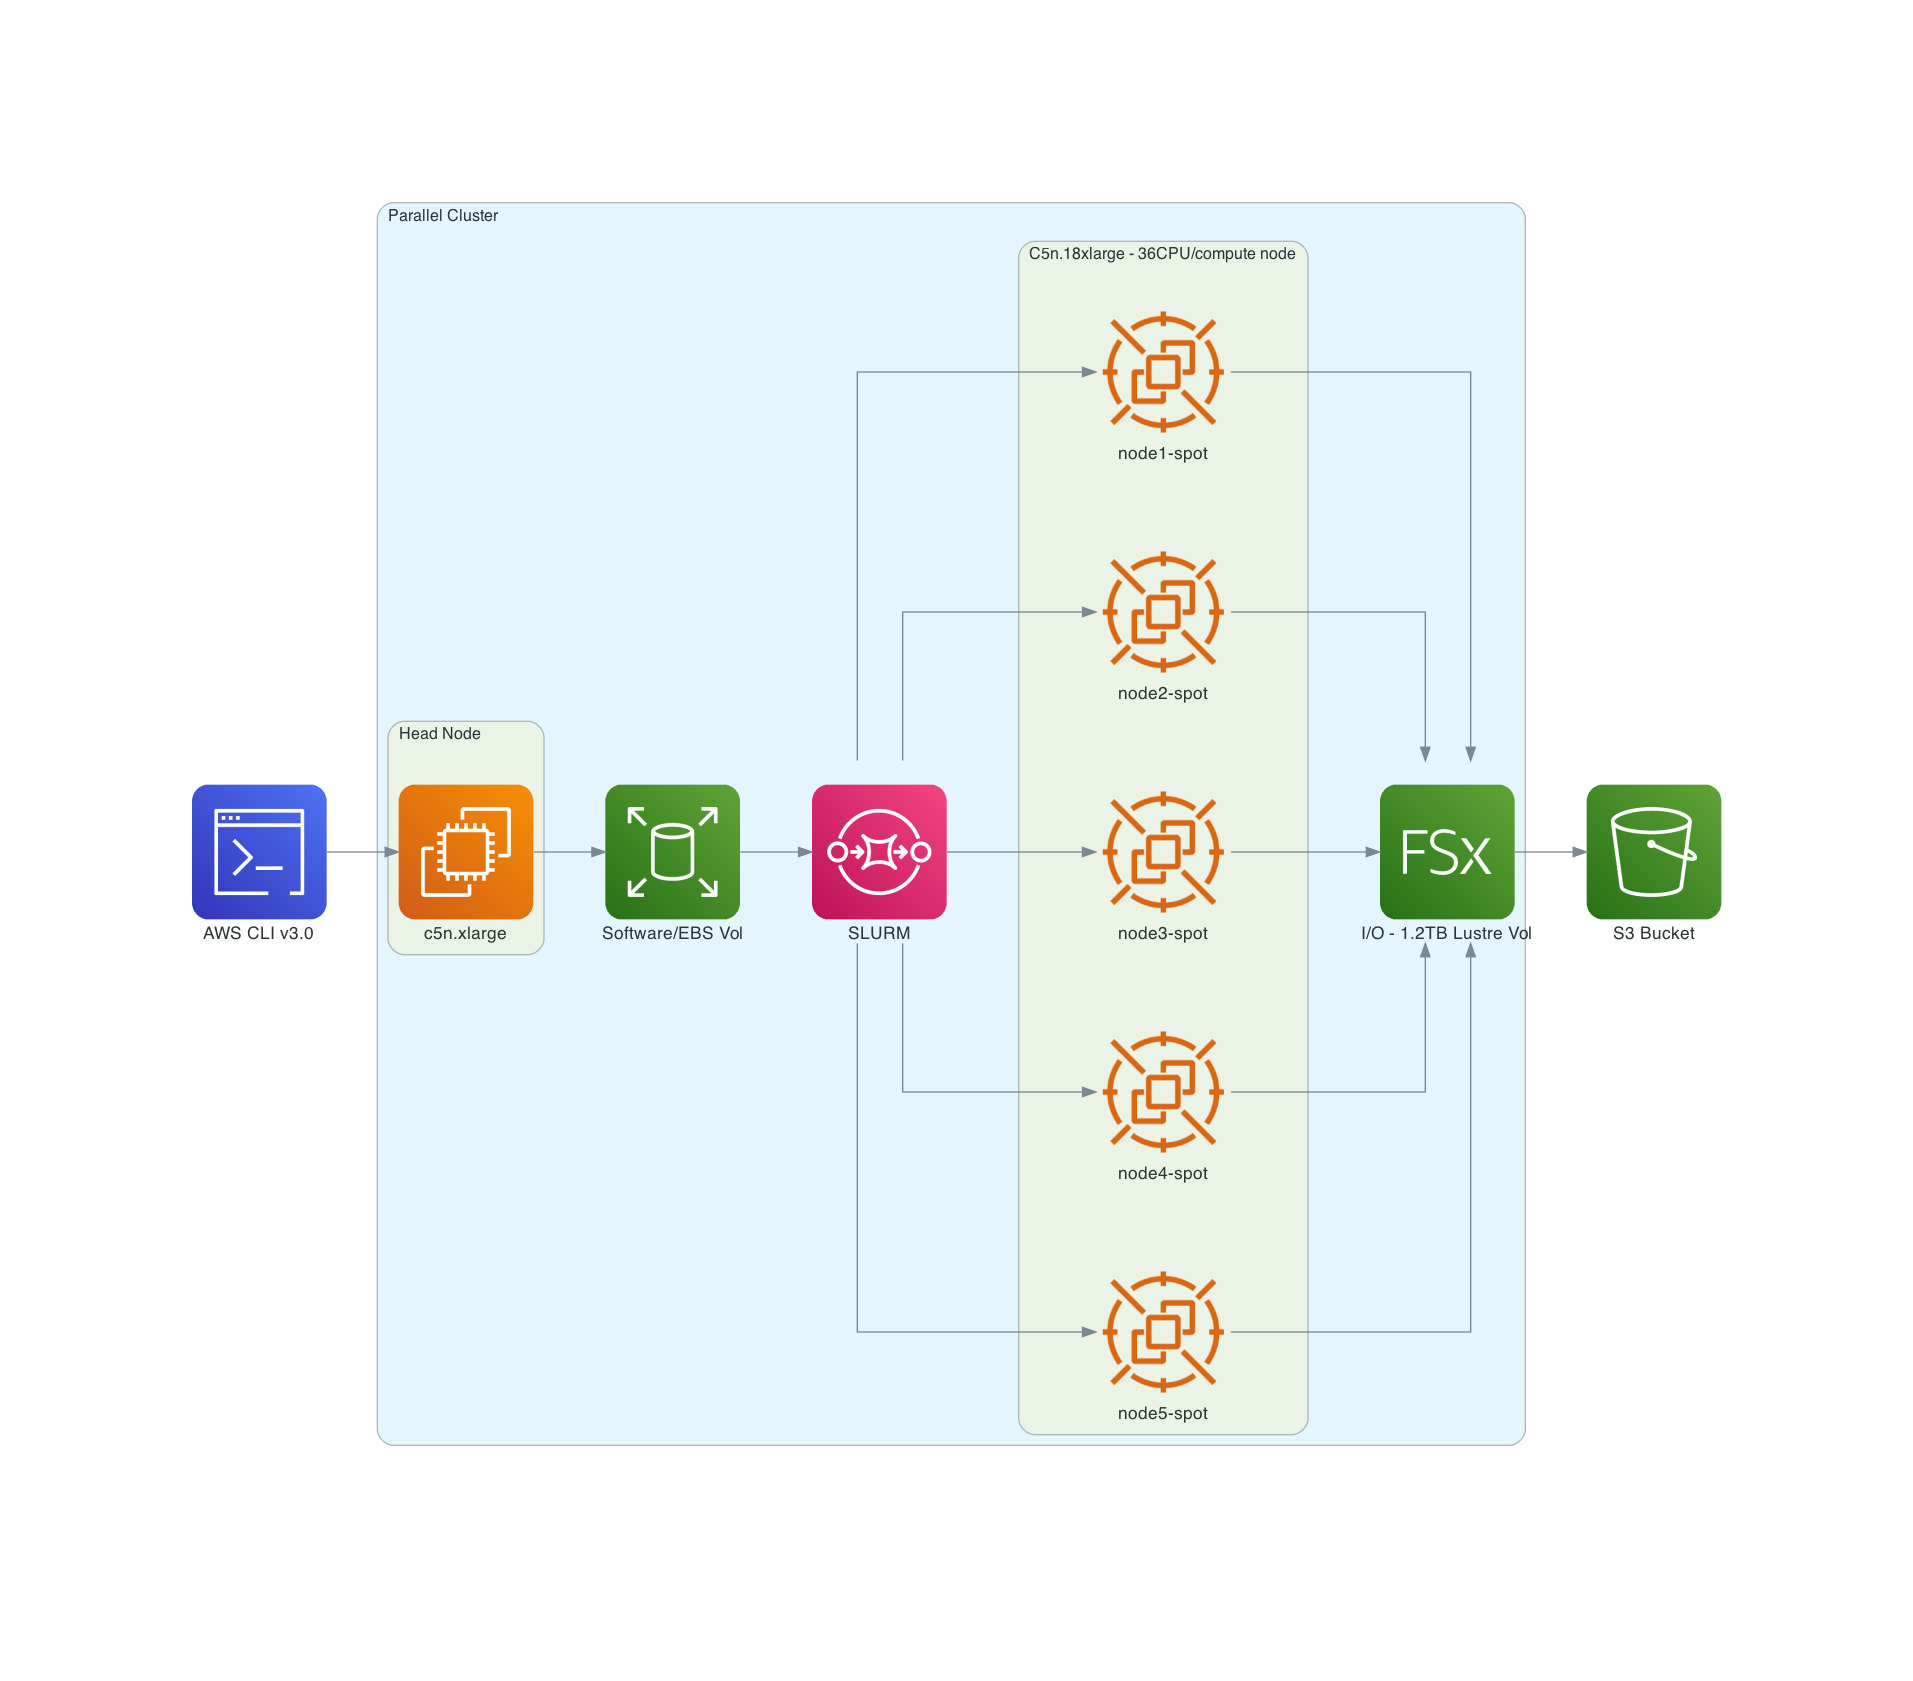 Parallel Cluster
C5n.18xlarge - 36CPU/compute node
node1-spot
node2-spot
Head Node
AWS CLI v3.0
c5n.xlarge
Software/EBS Vol
SLURM
node3-spot
FSx
I/O - 1.2TB Lustre Vol
S3 Bucket
node4-spot
node5-spot